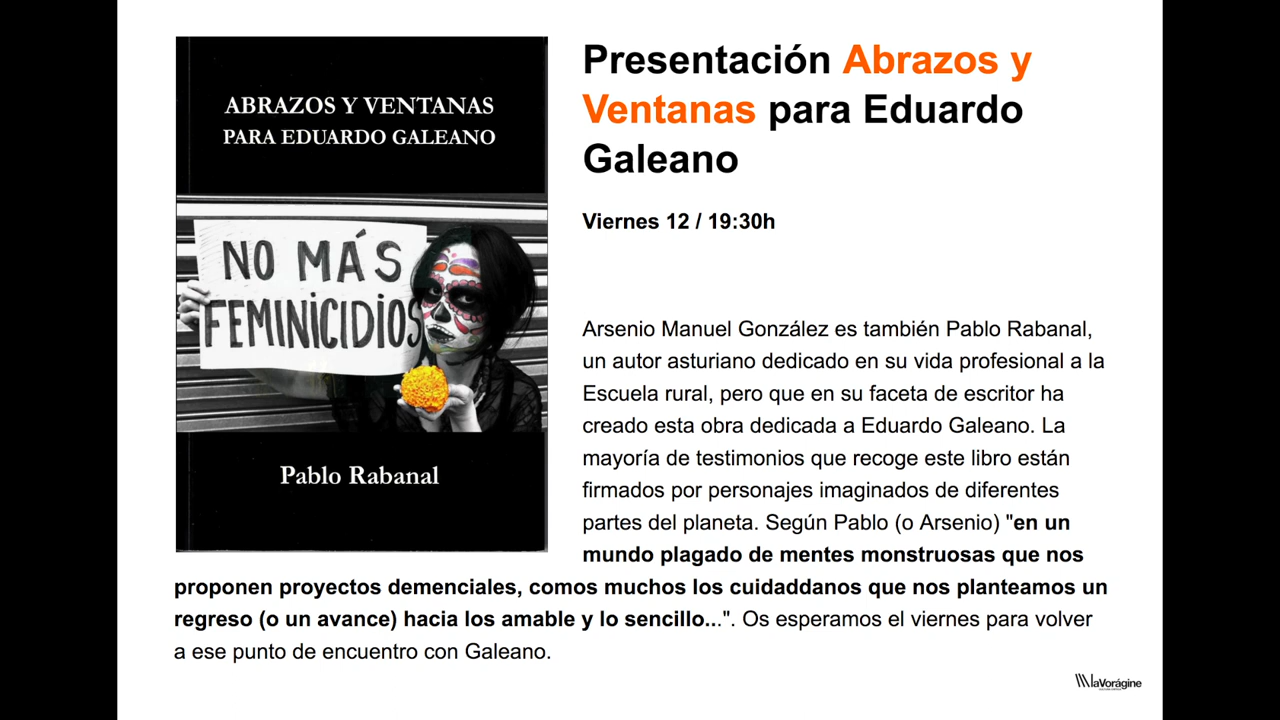 ABRAZOS Y VENTANAS
PARA EDUARDO GALEANO
NO MÁS
FEMINICIDIOS
Pablo Rabanal
Presentación Abrazos y
Ventanas para Eduardo
Galeano
Viernes 12 / 19:30h
Arsenio Manuel González es también Pablo Rabanal,
un autor asturiano dedicado en su vida profesional a la
Escuela rural, pero que en su faceta de escritor ha
creado esta obra dedicada a Eduardo Galeano. La
mayoría de testimonios que recoge este libro están
firmados por personajes imaginados de diferentes
partes del planeta. Según Pablo (o Arsenio) "en un
mundo plagado de mentes monstruosas que nos
proponen proyectos demenciales, comos muchos los cuidaddanos que nos planteamos un
regreso (o un avance) hacia los amable y lo sencillo...". Os esperamos el viernes para volver
a ese punto de encuentro con Galeano.
laVorágine